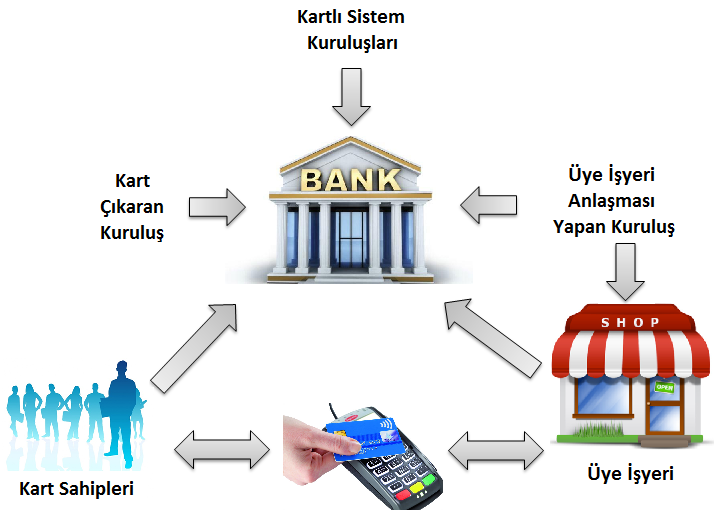 Kartlı Sistem
Kuruluşları
BANK
Kart
Çıkaran
Kuruluş
Üye İşyeri
Anlaşması
Yapan Kuruluş
SHOP
OPEN
Kart Sahipleri
Üye İşyeri